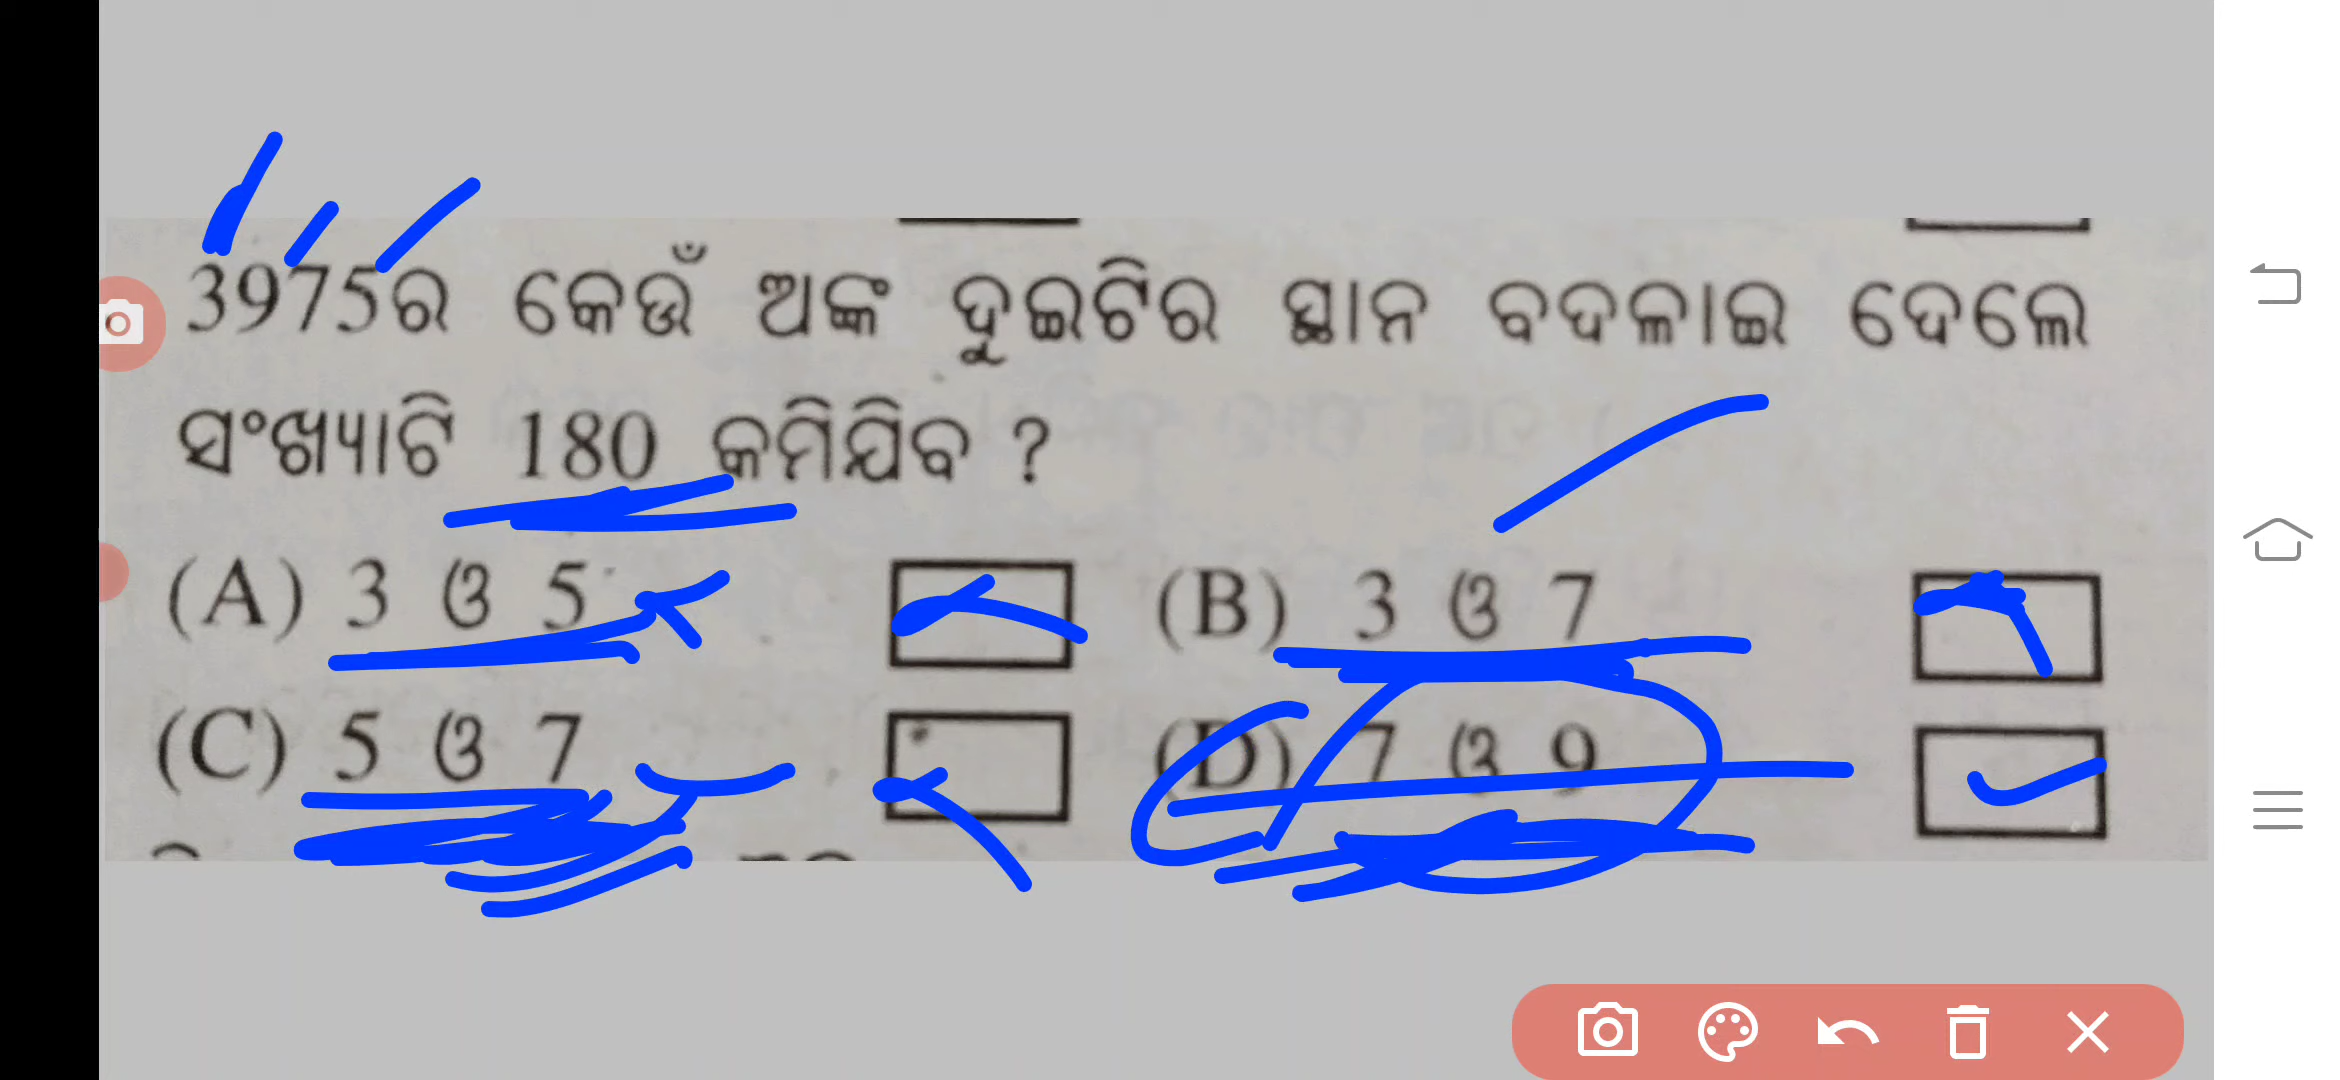 3975ର କେଉଁ ଅଙ୍କ ଦୁଇଟିର ସ୍ଥାନ ବଦଳାଇ ଦେଲେ
ସଂଖ୍ୟାଟି 180 କମିଯିବ ?
(A) 3 ଓ 5 (B) 3 ଓ 7
(C) 5 ଓ 7 (D) 7 ଓ 9